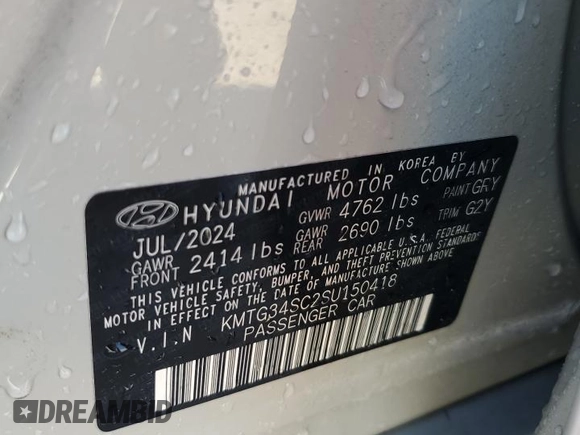 MANUFACTURED IN KOREA BY
HYUNDAI MOTOR COMPANY
JUL/2024 GVWR 4762 lbs PAINT GFY
GAWR FRONT 2414 lbs GAWR REAR 2690 lbs TRIM G2Y
THIS VEHICLE CONFORMS TO ALL APPLICABLE U.S.A. FEDERAL
MOTOR VEHICLE SAFETY, BUMPER, AND THEFT PREVENTION STANDARDS
IN EFFECT ON THE DATE OF MANUFACTURE SHOWN ABOVE.
V.I.N KMTG34SC2SU150418
PASSENGER CAR
DREAMBID